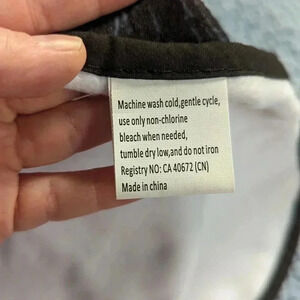 Machine wash cold,gentle cycle,
use only non-chlorine
bleach when needed,
tumble dry low,and do not iron
Registry NO: CA 40672 (CN)
Made in china